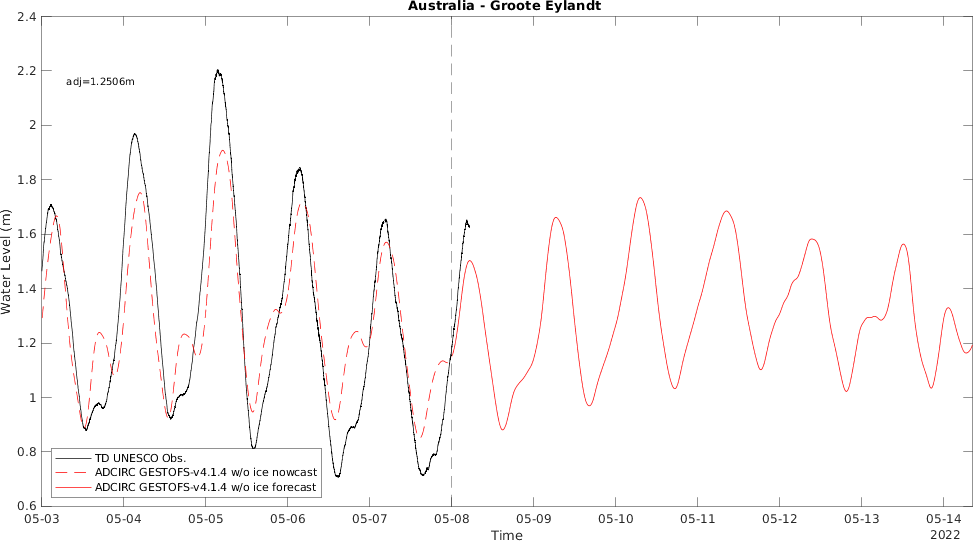 Australia - Groote Eylandt
2.4
2.2
2
1.8
1.6
1.4
1.2
1
0.8
0.6
Water Level (m)
adj=1.2506m
TD UNESCO Obs.
ADCIRC GESTOFS-v4.1.4 w/o ice nowcast
ADCIRC GESTOFS-v4.1.4 w/o ice forecast
05-03 05-04 05-05 05-06 05-07 05-08 05-09 05-10 05-11 05-12 05-13 05-14
2022
Time